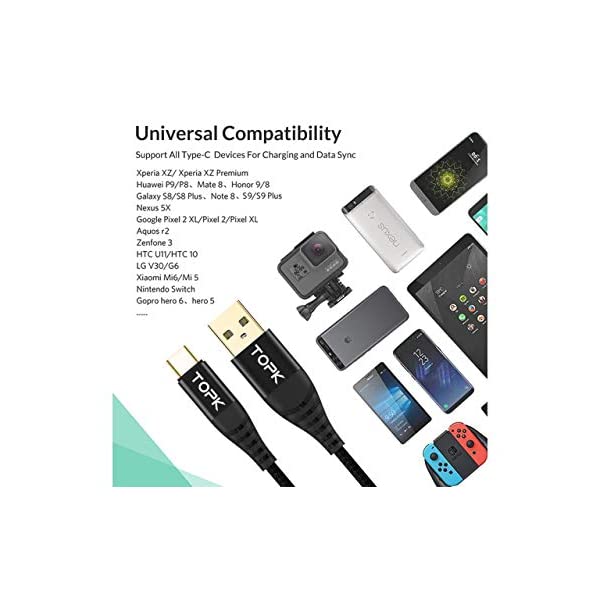 Universal Compatibility
Support All Type-C Devices For Charging and Data Sync
Xperia XZ/ Xperia XZ Premium
Huawei P9/P8、Mate 8、Honor 9/8
Galaxy S8/S8 Plus、Note 8、S9/S9 Plus
Nexus 5X
Google Pixel 2 XL/Pixel 2/Pixel XL
Aquos r2
Zenfone 3
HTC U11/HTC 10
LG V30/G6
Xiaomi Mi6/Mi 5
Nintendo Switch
Gopro hero 6、hero 5
.....
TOPK
TOPK
nexus